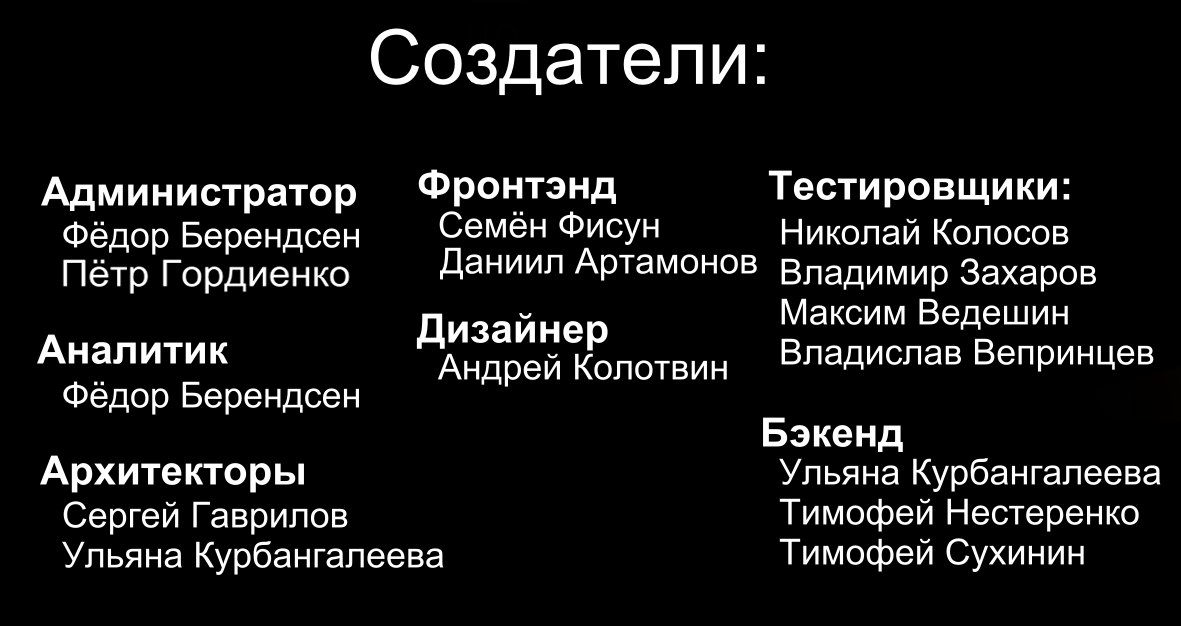 Создатели:
Администратор
Фёдор Берендсен
Пётр Гордиенко
Аналитик
Фёдор Берендсен
Архитекторы
Сергей Гаврилов
Ульяна Курбангалеева
Фронтэнд
Семён Фисун
Даниил Артамонов
Дизайнер
Андрей Колотвин
Тестировщики:
Николай Колосов
Владимир Захаров
Максим Ведешин
Владислав Вепринцев
Бэкенд
Ульяна Курбангалеева
Тимофей Нестеренко
Тимофей Сухинин